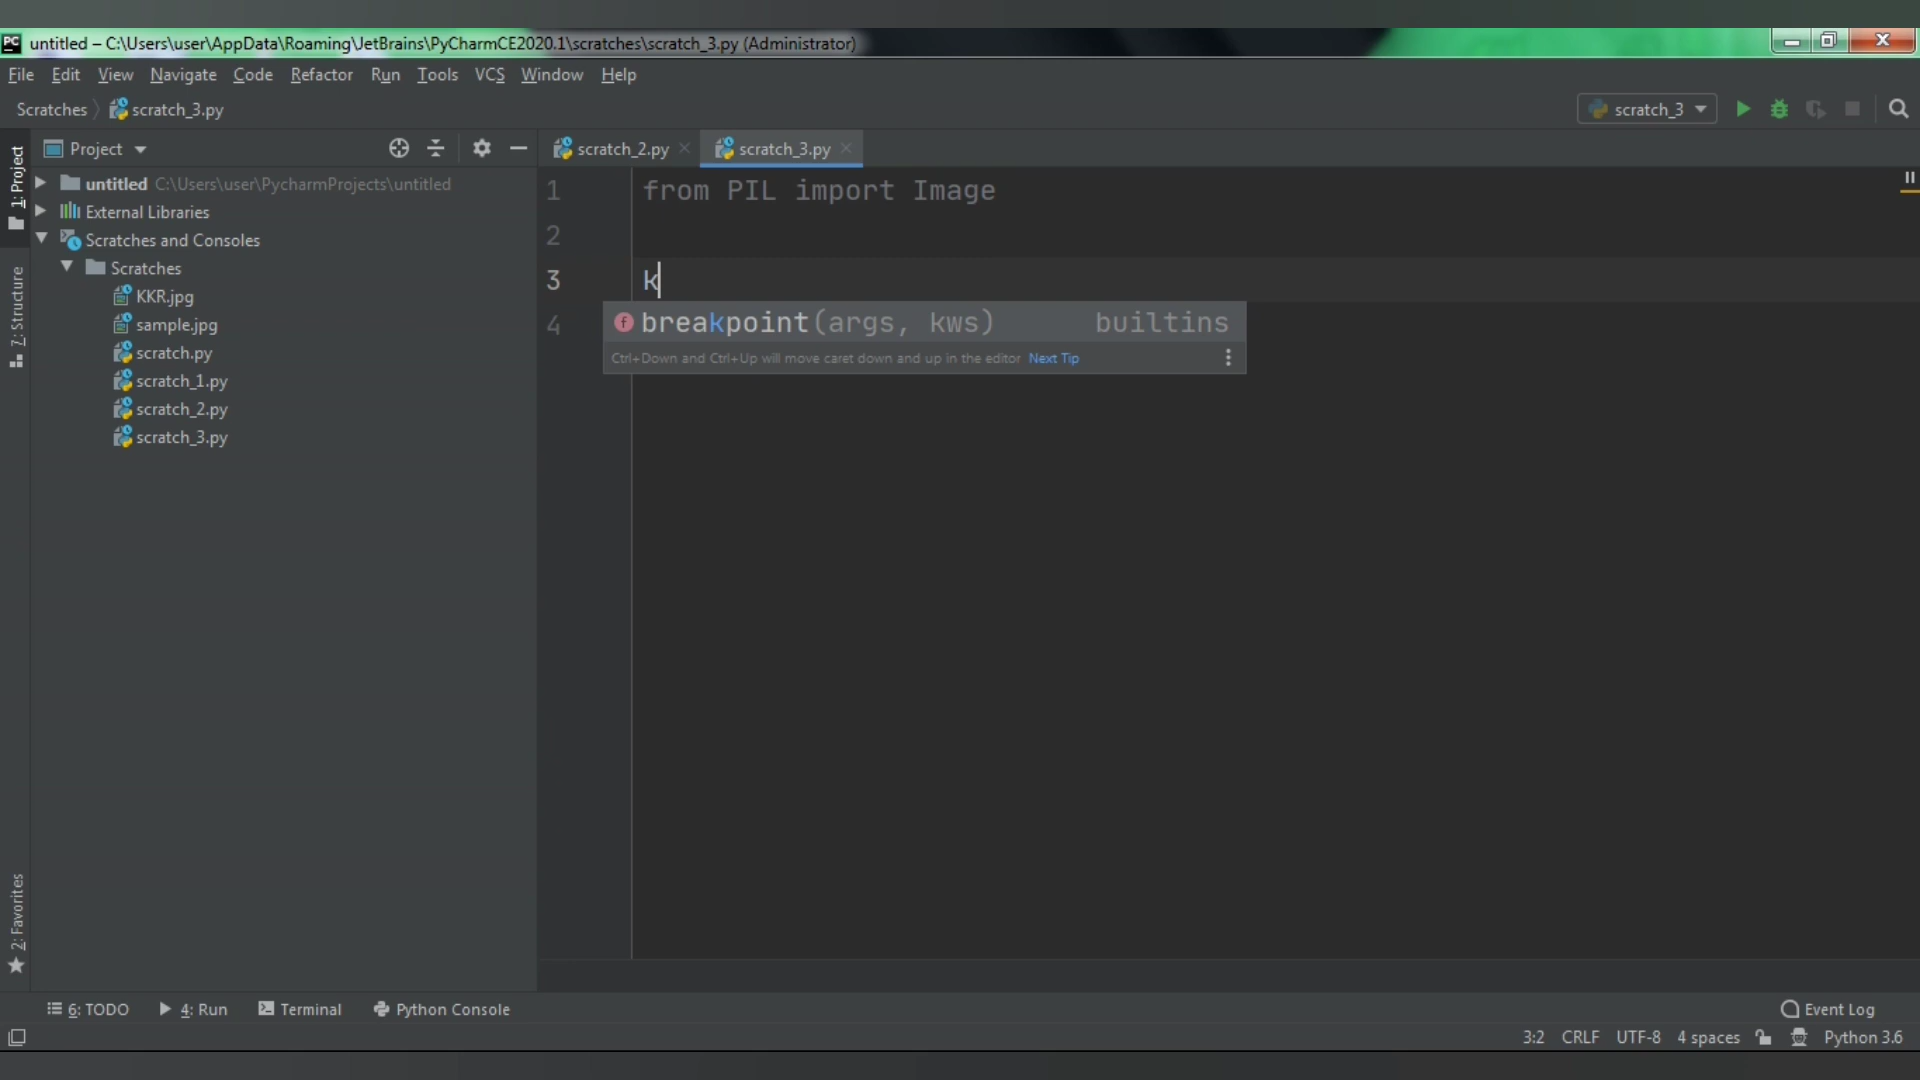 PC untitled – C:\Users\user\AppData\Roaming\JetBrains\PyCharmCE2020.1\scratches\scratch_3.py (Administrator)
File Edit View Navigate Code Refactor Run Tools VCS Window Help
Scratches scratch_3.py
scratch_3
1: Project
7: Structure
2: Favorites
Project
untitled C:\Users\user\PycharmProjects\untitled
External Libraries
Scratches and Consoles
Scratches
KKR.jpg
sample.jpg
scratch.py
scratch_1.py
scratch_2.py
scratch_3.py
scratch_2.py scratch_3.py
1 from PIL import Image
2
3 k
4
f breakpoint(args, kws) builtins
Ctrl+Down and Ctrl+Up will move caret down and up in the editor Next Tip
6: TODO 4: Run Terminal Python Console Event Log
3:2 CRLF UTF-8 4 spaces Python 3.6